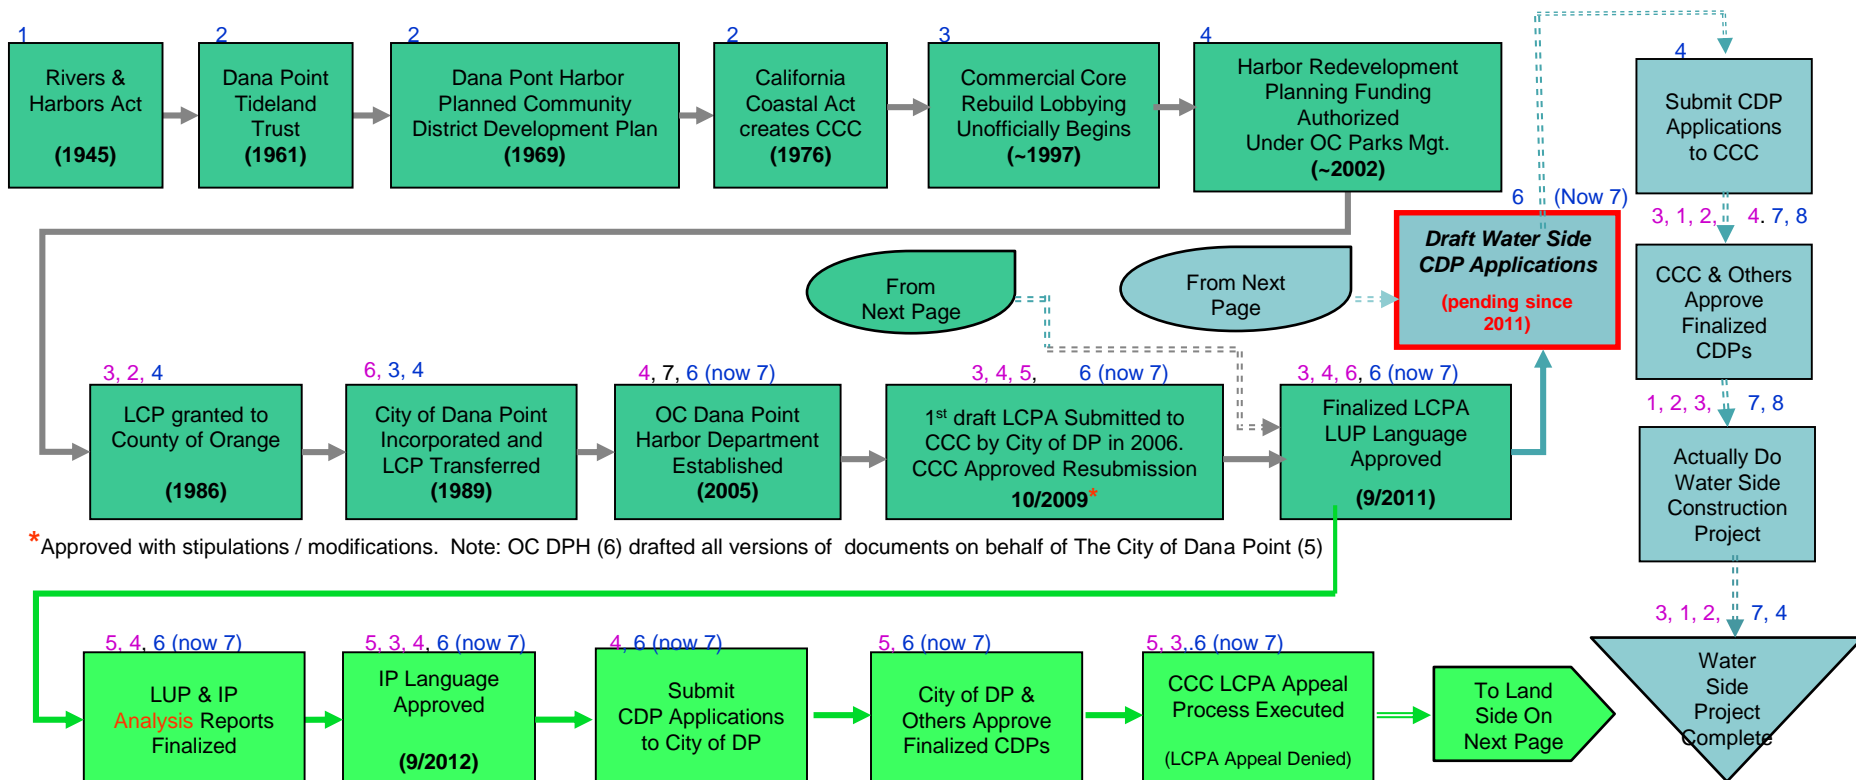 1
Rivers &
Harbors Act
(1945)
2
Dana Point
Tideland
Trust
(1961)
2
Dana Pont Harbor
Planned Community
District Development Plan
(1969)
2
California
Coastal Act
creates CCC
(1976)
3
Commercial Core
Rebuild Lobbying
Unofficially Begins
(~1997)
4
Harbor Redevelopment
Planning Funding
Authorized
Under OC Parks Mgt.
(~2002)
4
Submit CDP
Applications
to CCC
3, 1, 2, 4. 7, 8
CCC & Others
Approve
Finalized
CDPs
1, 2, 3, 7, 8
Actually Do
Water Side
Construction
Project
3, 1, 2, 7, 4
Water
Side
Project
Complete
6 (Now 7)
Draft Water Side
CDP Applications
(pending since
2011)
From
Next Page
From Next
Page
3, 2, 4
LCP granted to
County of Orange
(1986)
6, 3, 4
City of Dana Point
Incorporated and
LCP Transferred
(1989)
4, 7, 6 (now 7)
OC Dana Point
Harbor Department
Established
(2005)
3, 4, 5, 6 (now 7)
1st draft LCPA Submitted to
CCC by City of DP in 2006.
CCC Approved Resubmission
10/2009*
3, 4, 6, 6 (now 7)
Finalized LCPA
LUP Language
Approved
(9/2011)
*Approved with stipulations / modifications. Note: OC DPH (6) drafted all versions of documents on behalf of The City of Dana Point (5)
5, 4, 6 (now 7)
LUP & IP
Analysis Reports
Finalized
5, 3, 4, 6 (now 7)
IP Language
Approved
(9/2012)
4, 6 (now 7)
Submit
CDP Applications
to City of DP
5, 6 (now 7)
City of DP &
Others Approve
Finalized CDPs
5, 3,.6 (now 7)
CCC LCPA Appeal
Process Executed
(LCPA Appeal Denied)
To Land
Side On
Next Page